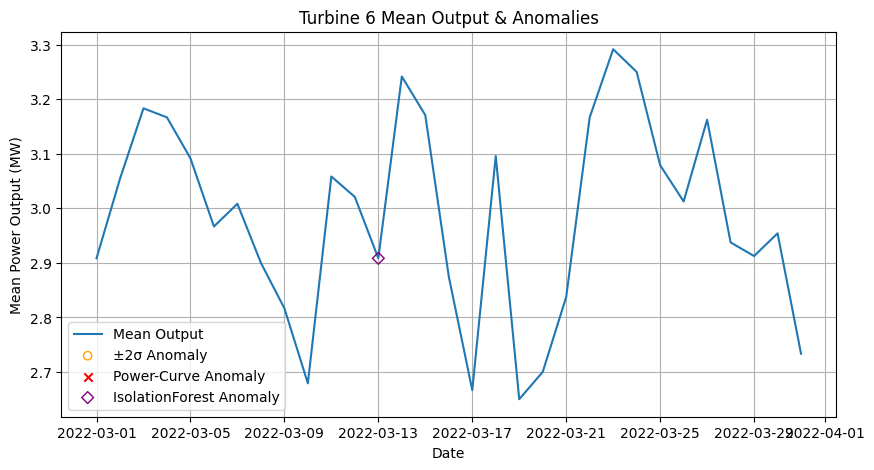 Turbine 6 Mean Output & Anomalies
Mean Power Output (MW)
3.3
3.2
3.1
3.0
2.9
2.8
2.7
Mean Output
±2σ Anomaly
Power-Curve Anomaly
IsolationForest Anomaly
2022-03-01 2022-03-05 2022-03-09 2022-03-13 2022-03-17 2022-03-21 2022-03-25 2022-03-29 2022-04-01
Date